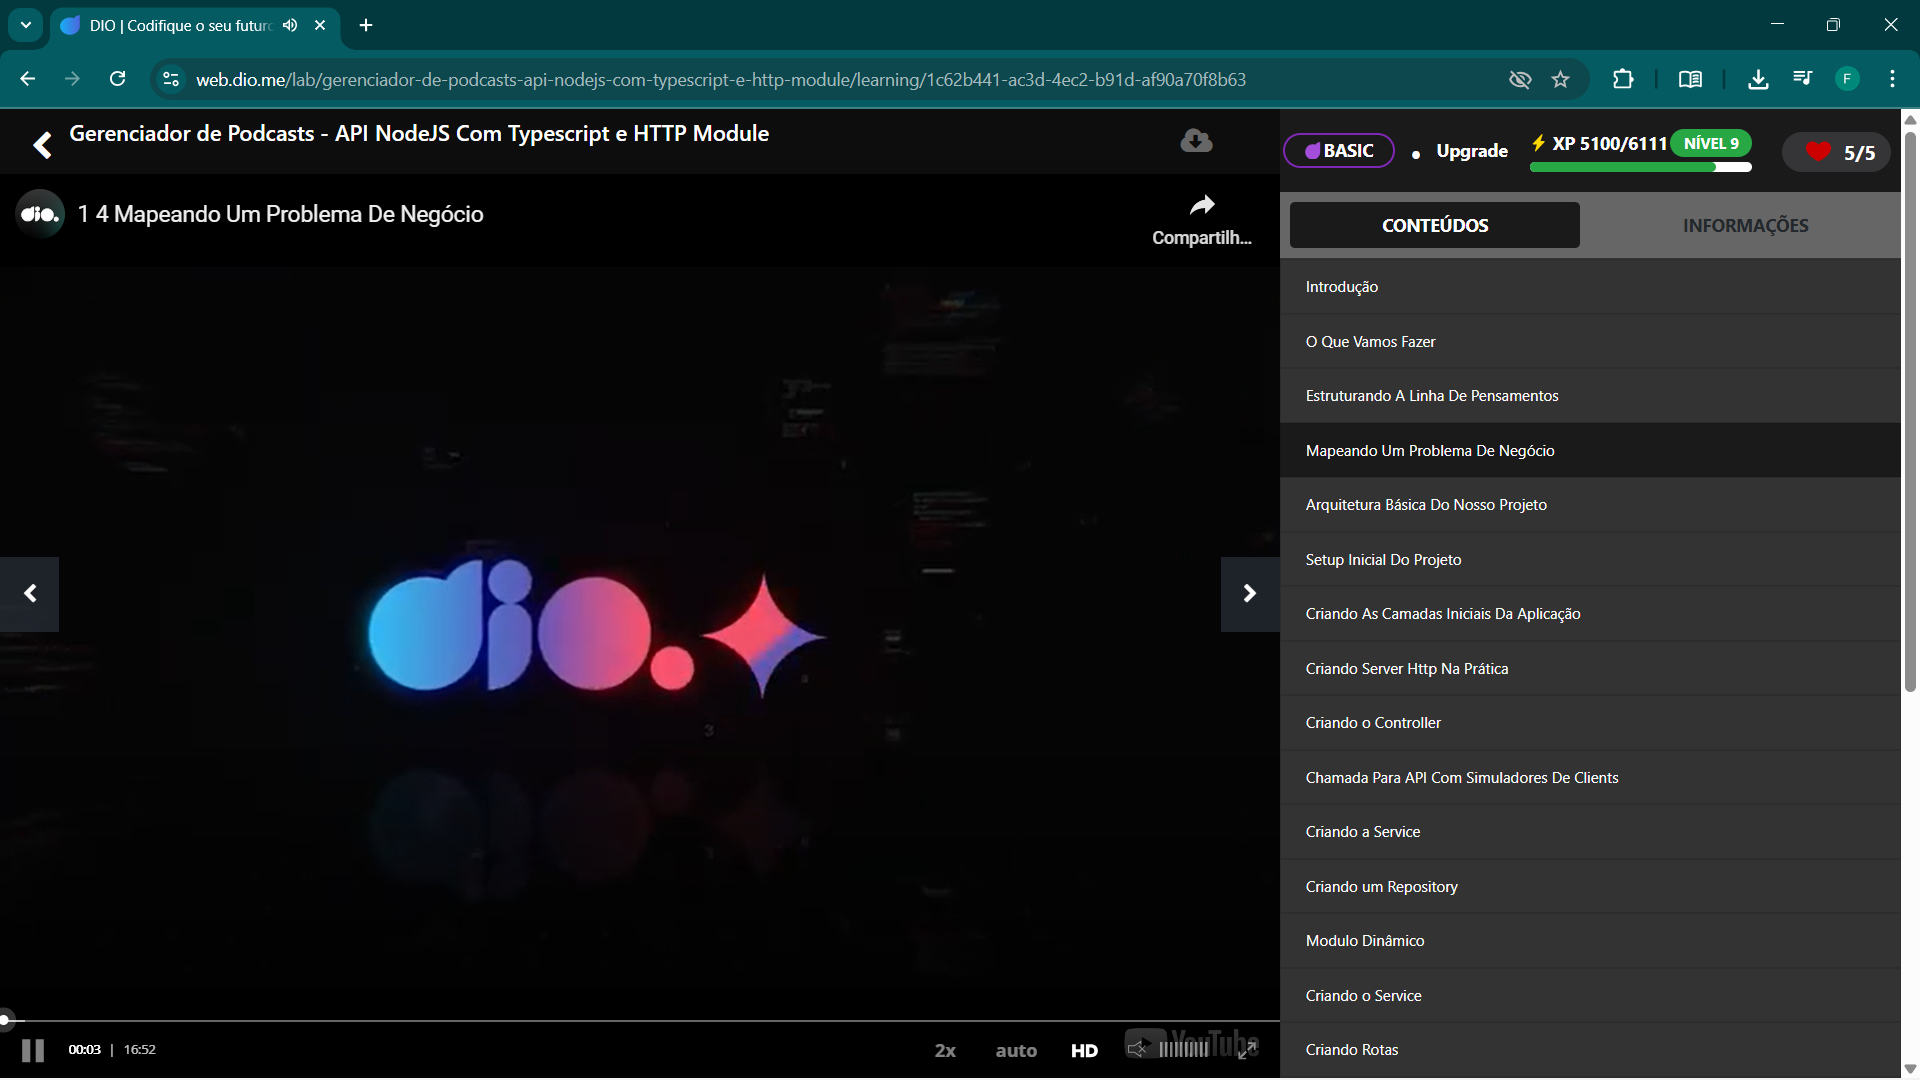 DIO | Codifique o seu futuro
web.dio.me/lab/gerenciador-de-podcasts-api-nodejs-com-typescript-e-http-module/learning/1c62b441-ac3d-4ec2-b91d-af90a70f8b63
F
Gerenciador de Podcasts - API NodeJS Com Typescript e HTTP Module
BASIC
Upgrade
XP 5100/6111
NÍVEL 9
5/5
dio.
1 4 Mapeando Um Problema De Negócio
Compartilh...
CONTEÚDOS
INFORMAÇÕES
Introdução
O Que Vamos Fazer
Estruturando A Linha De Pensamentos
Mapeando Um Problema De Negócio
Arquitetura Básica Do Nosso Projeto
Setup Inicial Do Projeto
Criando As Camadas Iniciais Da Aplicação
Criando Server Http Na Prática
Criando o Controller
Chamada Para API Com Simuladores De Clients
Criando a Service
Criando um Repository
Modulo Dinâmico
Criando o Service
Criando Rotas
dio.
00:03 | 16:52
2x
auto
HD
YouTube